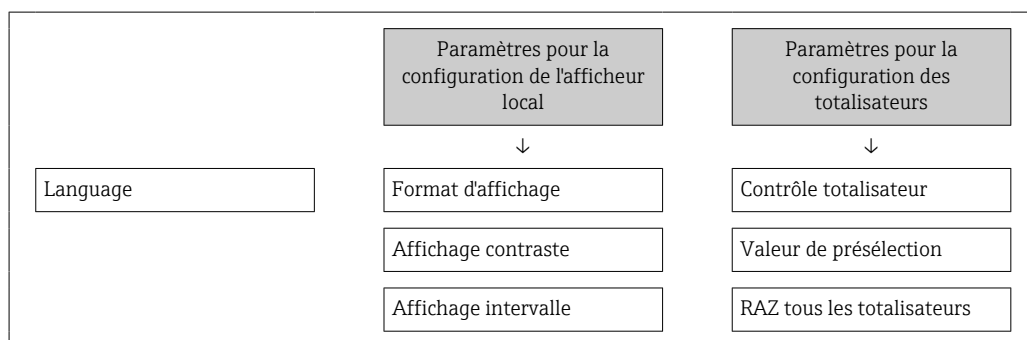 Paramètres pour la
configuration de l'afficheur
local
Paramètres pour la
configuration des
totalisateurs
↓
↓
Language
Format d'affichage
Contrôle totalisateur
Affichage contraste
Valeur de présélection
Affichage intervalle
RAZ tous les totalisateurs